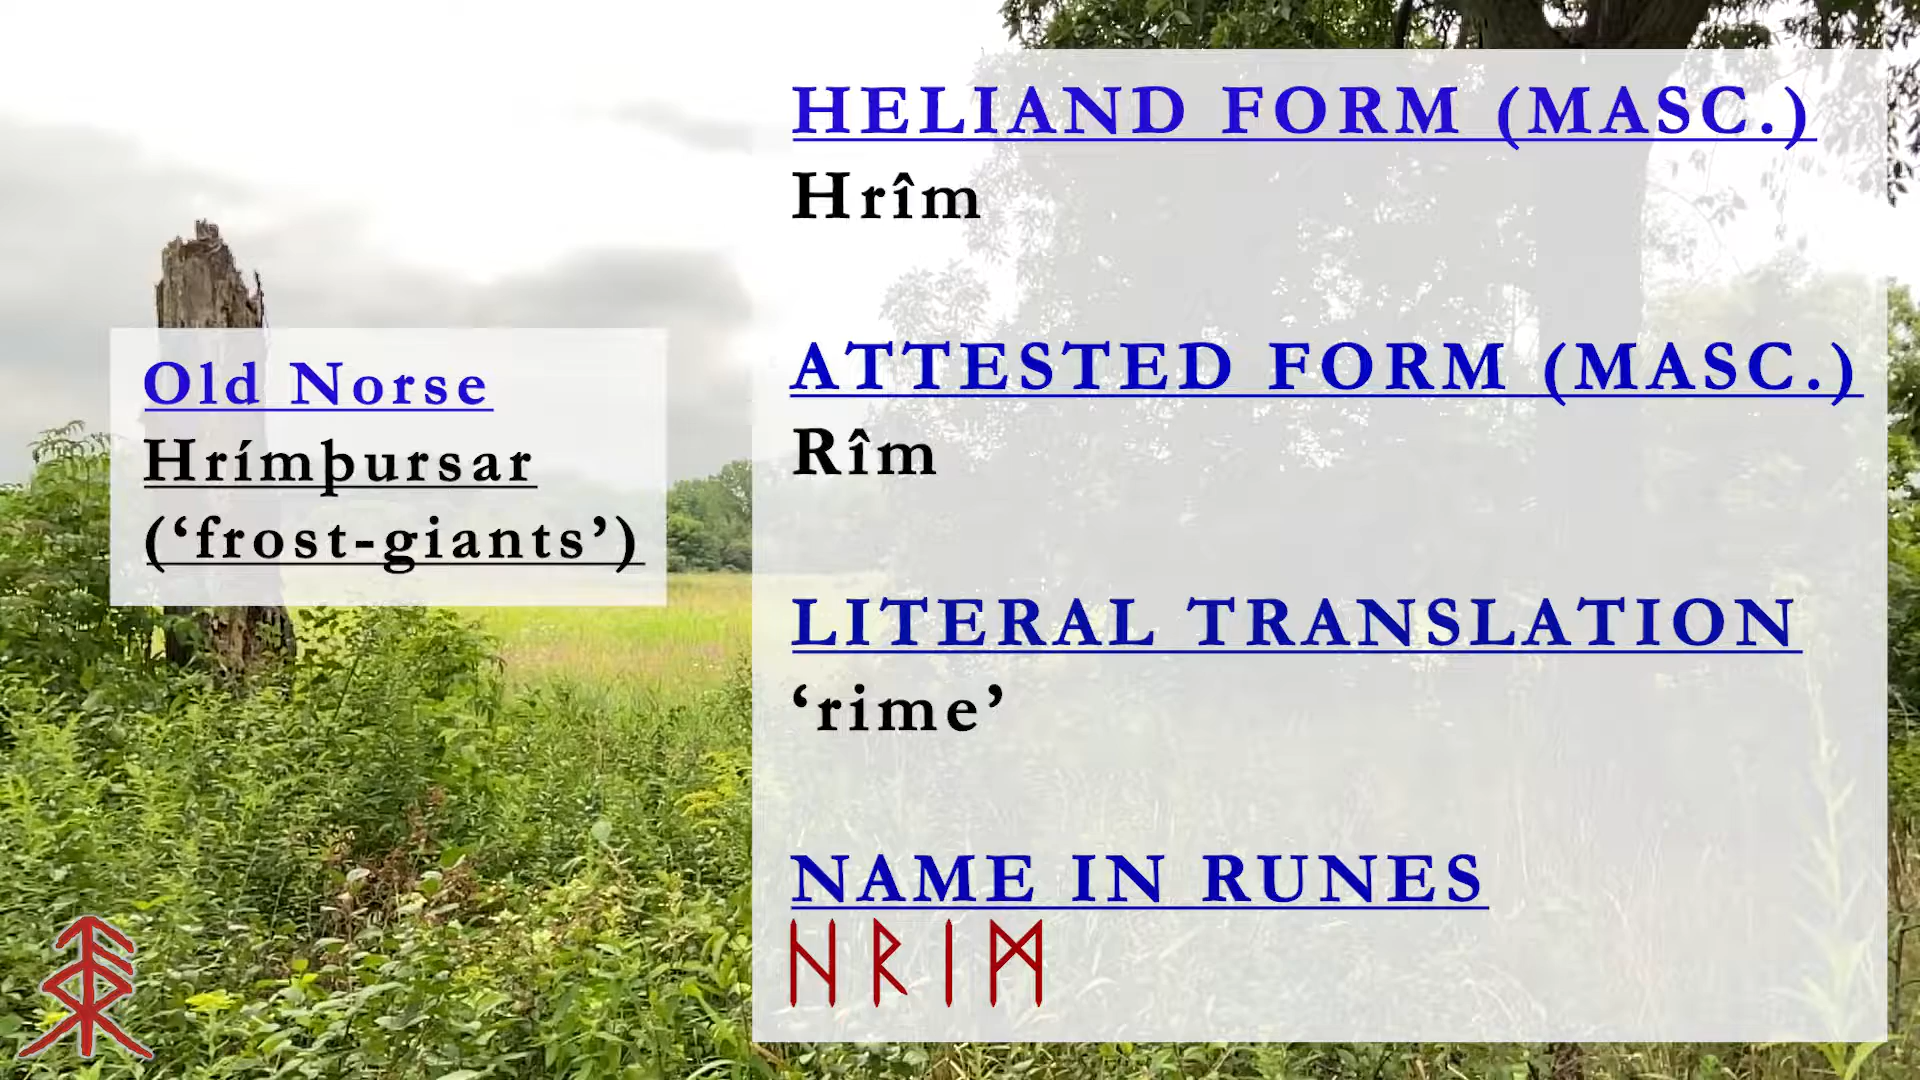 Old Norse
Hrímþursar
(‘frost-giants’)
HELIAND FORM (MASC.)
Hrîm
ATTESTED FORM (MASC.)
Rîm
LITERAL TRANSLATION
‘rime’
NAME IN RUNES
ᚺᚱᛁᛗ